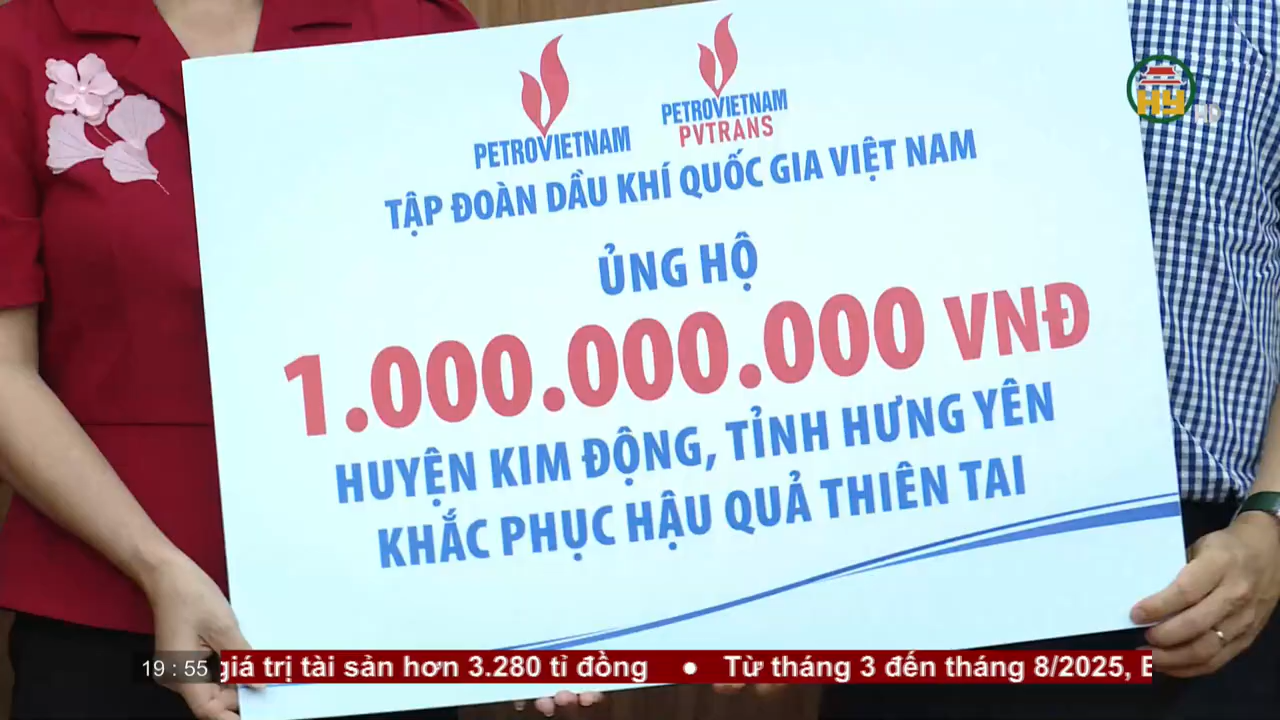 PETROVIETNAM
PETROVIETNAM
PVTRANS
TẬP ĐOÀN DẦU KHÍ QUỐC GIA VIỆT NAM
ỦNG HỘ
1.000.000.000 VNĐ
HUYỆN KIM ĐỘNG, TỈNH HƯNG YÊN
KHẮC PHỤC HẬU QUẢ THIÊN TAI
HY HD
19 : 55 giá trị tài sản hơn 3.280 tỉ đồng • Từ tháng 3 đến tháng 8/2025,